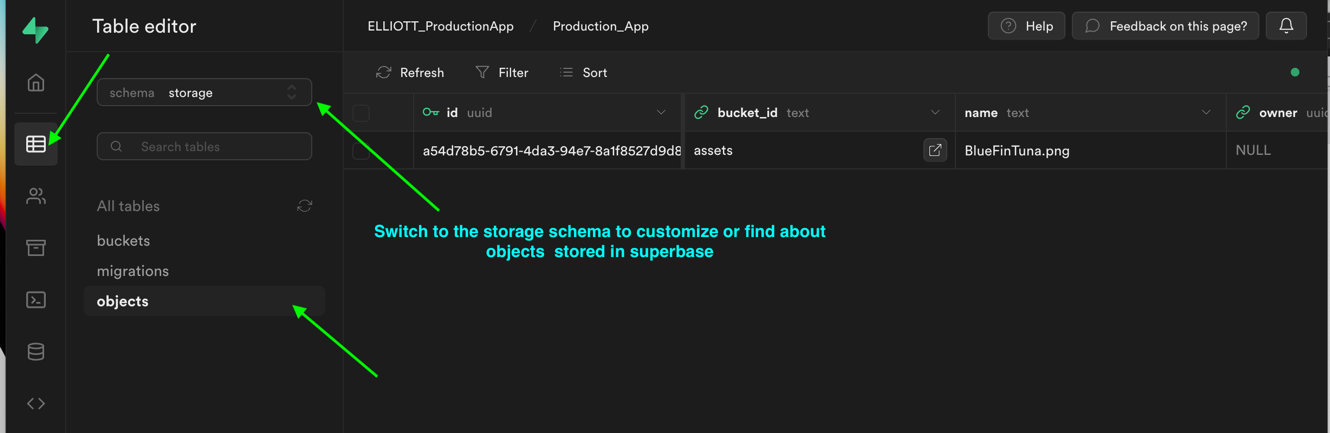 Table editor
ELLIOTT_ProductionApp / Production_App
Help
Feedback on this page?
schema storage
Refresh
Filter
Sort
id uuid
bucket_id text
name text
owner
Search tables
a54d78b5-6791-4da3-94e7-8a1f8527d9d8
assets
BlueFinTuna.png
NULL
All tables
buckets
migrations
objects
Switch to the storage schema to customize or find about
objects stored in superbase